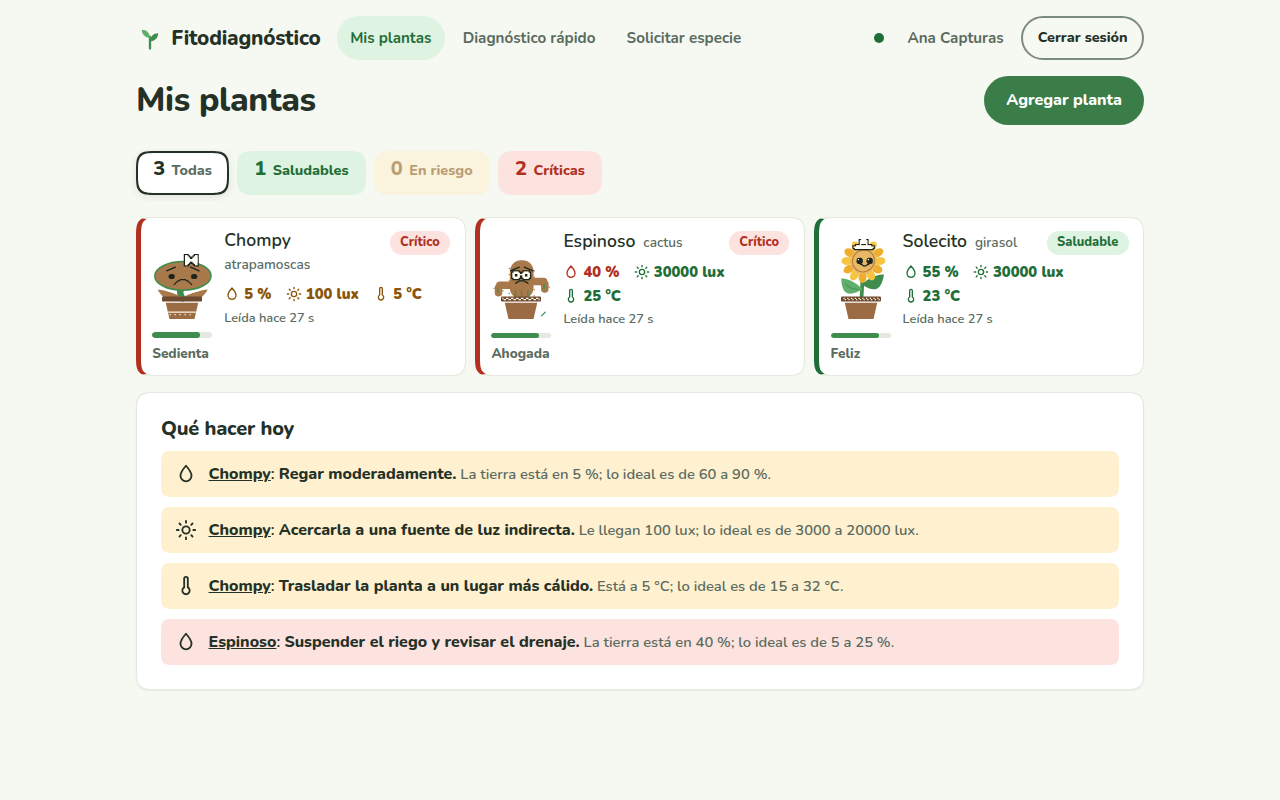 Fitodiagnóstico Mis plantas Diagnóstico rápido Solicitar especie Ana Capturas Cerrar sesión
Mis plantas Agregar planta
3 Todas 1 Saludables 0 En riesgo 2 Críticas
Chompy Crítico
atrapamoscas
5 % 100 lux 5 °C
Leída hace 27 s
Sedienta
Espinoso cactus Crítico
40 % 30000 lux
25 °C
Leída hace 27 s
Ahogada
Solecito girasol Saludable
55 % 30000 lux
23 °C
Leída hace 27 s
Feliz
Qué hacer hoy
Chompy: Regar moderadamente. La tierra está en 5 %; lo ideal es de 60 a 90 %.
Chompy: Acercarla a una fuente de luz indirecta. Le llegan 100 lux; lo ideal es de 3000 a 20000 lux.
Chompy: Trasladar la planta a un lugar más cálido. Está a 5 °C; lo ideal es de 15 a 32 °C.
Espinoso: Suspender el riego y revisar el drenaje. La tierra está en 40 %; lo ideal es de 5 a 25 %.